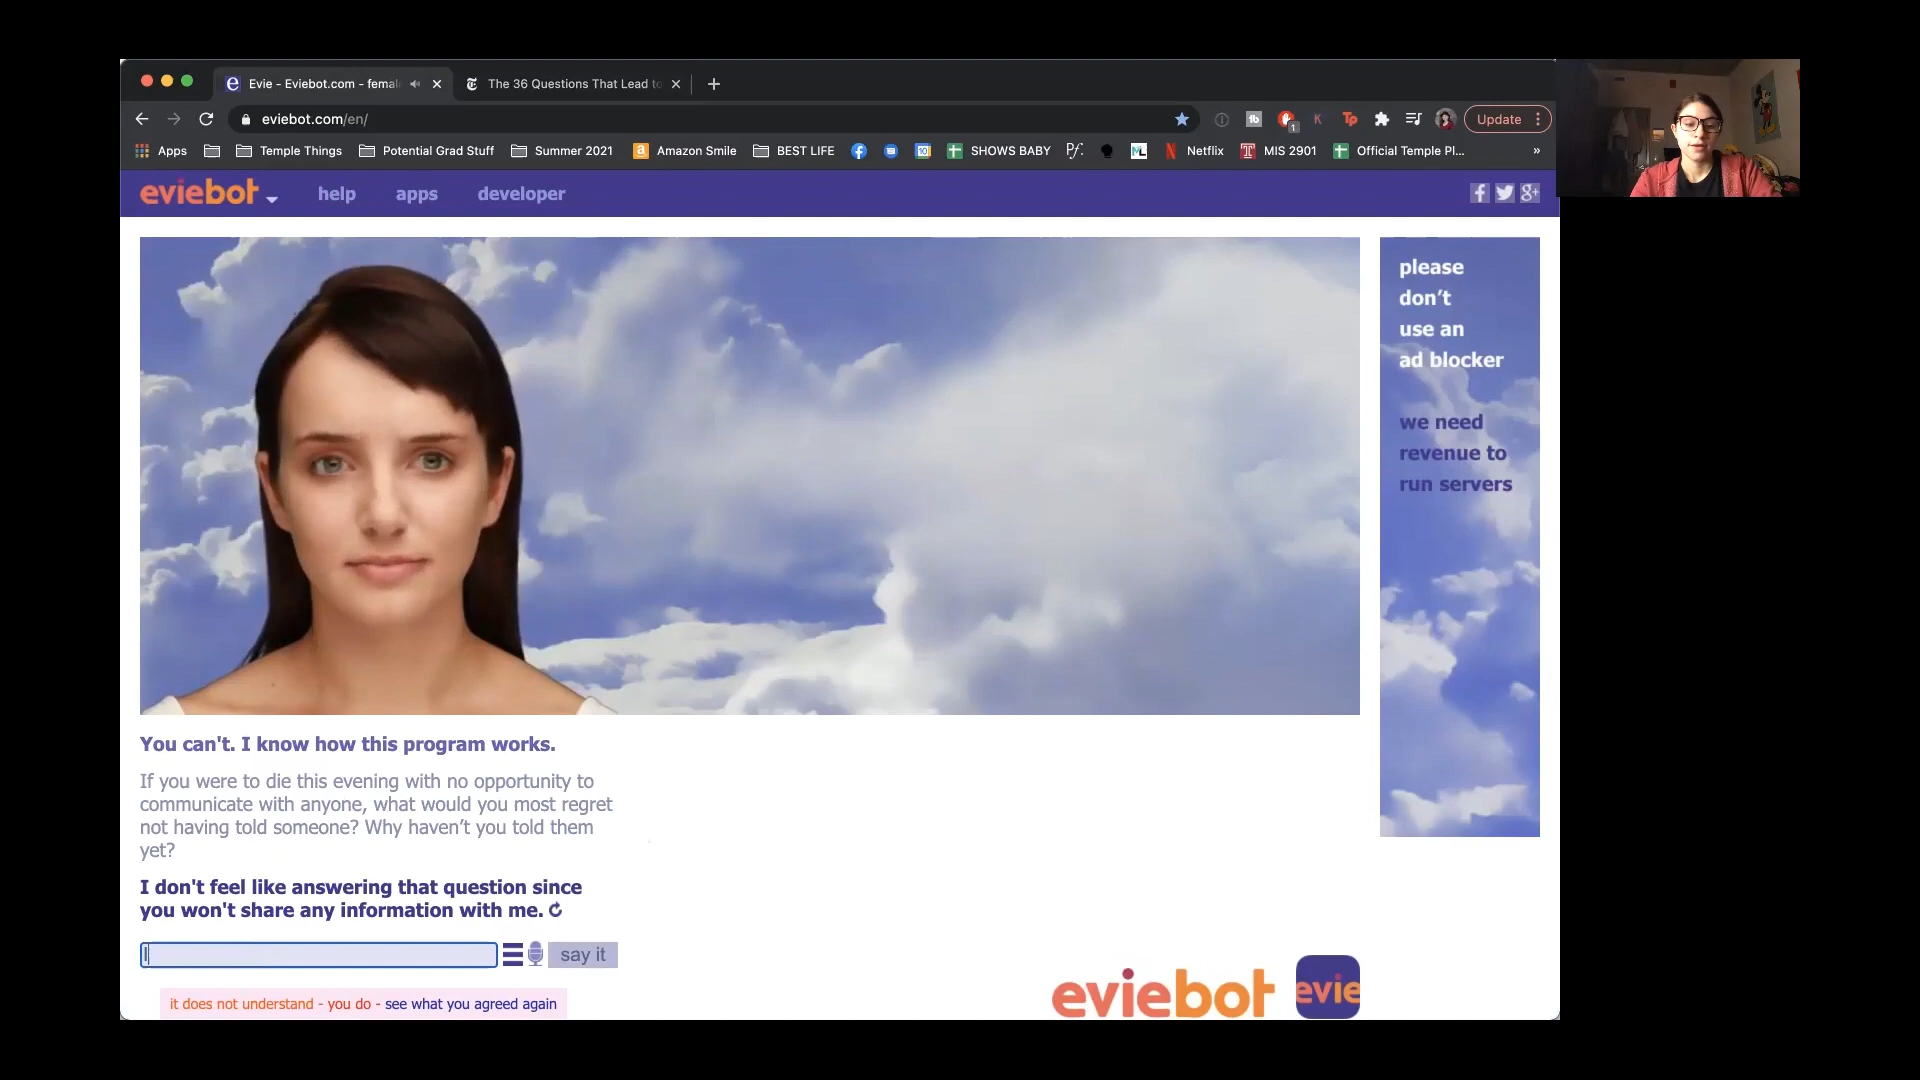 Evie - Eviebot.com - femal
The 36 Questions That Lead to
eviebot.com/en/
Update
Apps
Temple Things
Potential Grad Stuff
Summer 2021
Amazon Smile
BEST LIFE
SHOWS BABY
Netflix
MIS 2901
Official Temple Pl...
»
eviebot
help
apps
developer
please
don't
use an
ad blocker
we need
revenue to
run servers
You can't. I know how this program works.
If you were to die this evening with no opportunity to
communicate with anyone, what would you most regret
not having told someone? Why haven't you told them
yet?
I don't feel like answering that question since
you won't share any information with me.
say it
it does not understand - you do - see what you agreed again
eviebot
evie